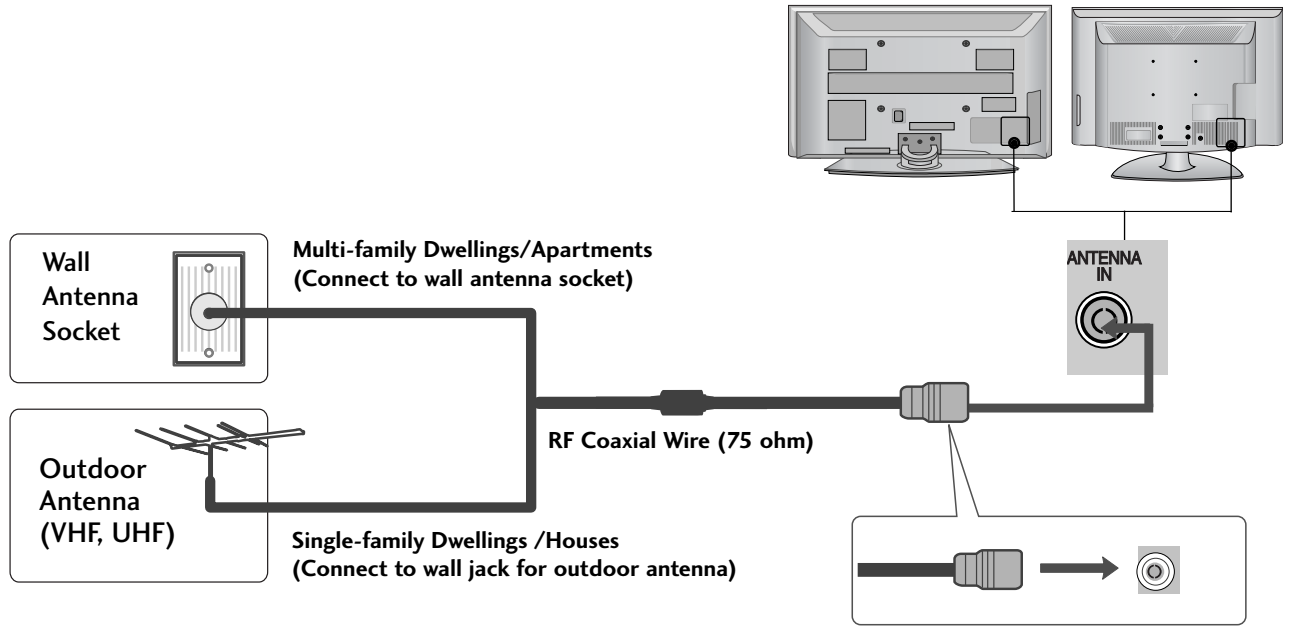 ANTENNA
IN
Wall
Antenna
Socket
Multi-family Dwellings/Apartments
(Connect to wall antenna socket)
RF Coaxial Wire (75 ohm)
Outdoor
Antenna
(VHF, UHF)
Single-family Dwellings /Houses
(Connect to wall jack for outdoor antenna)